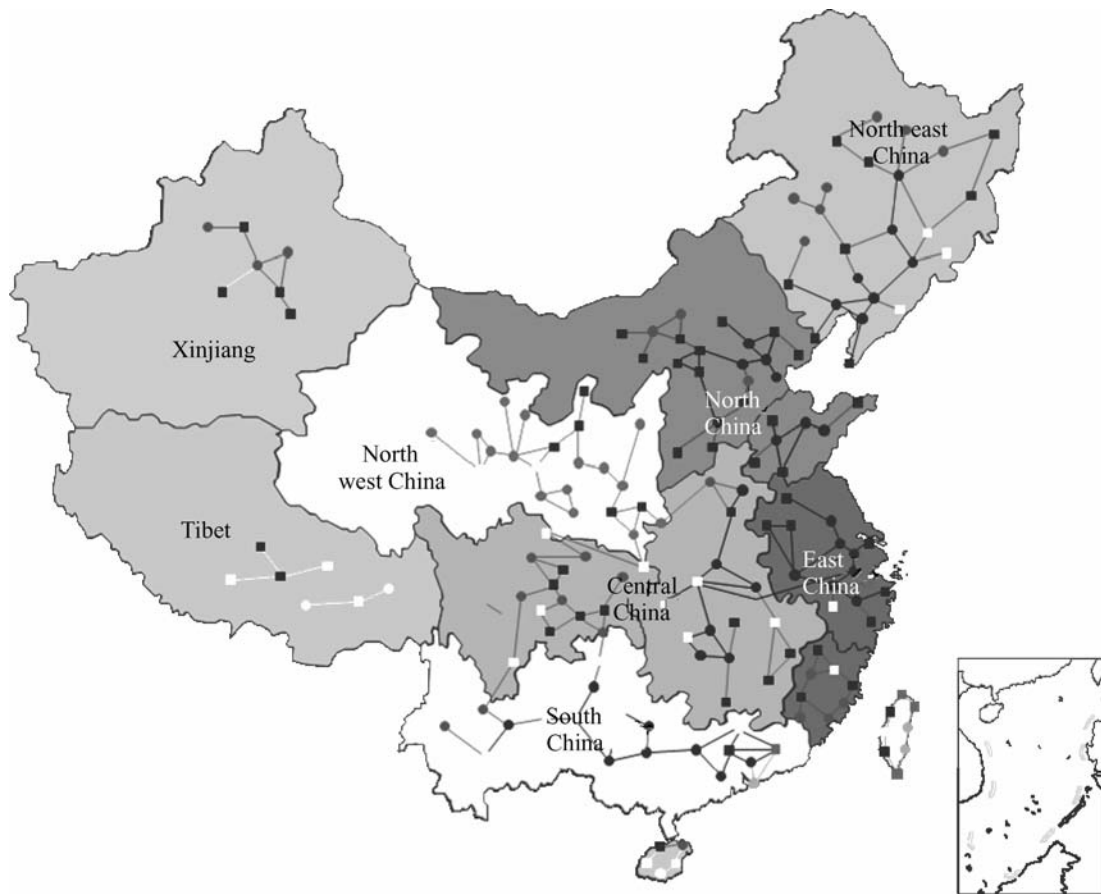 North east
China
Xinjiang
North
China
North
west China
Tibet
East
China
Central
China
South
China